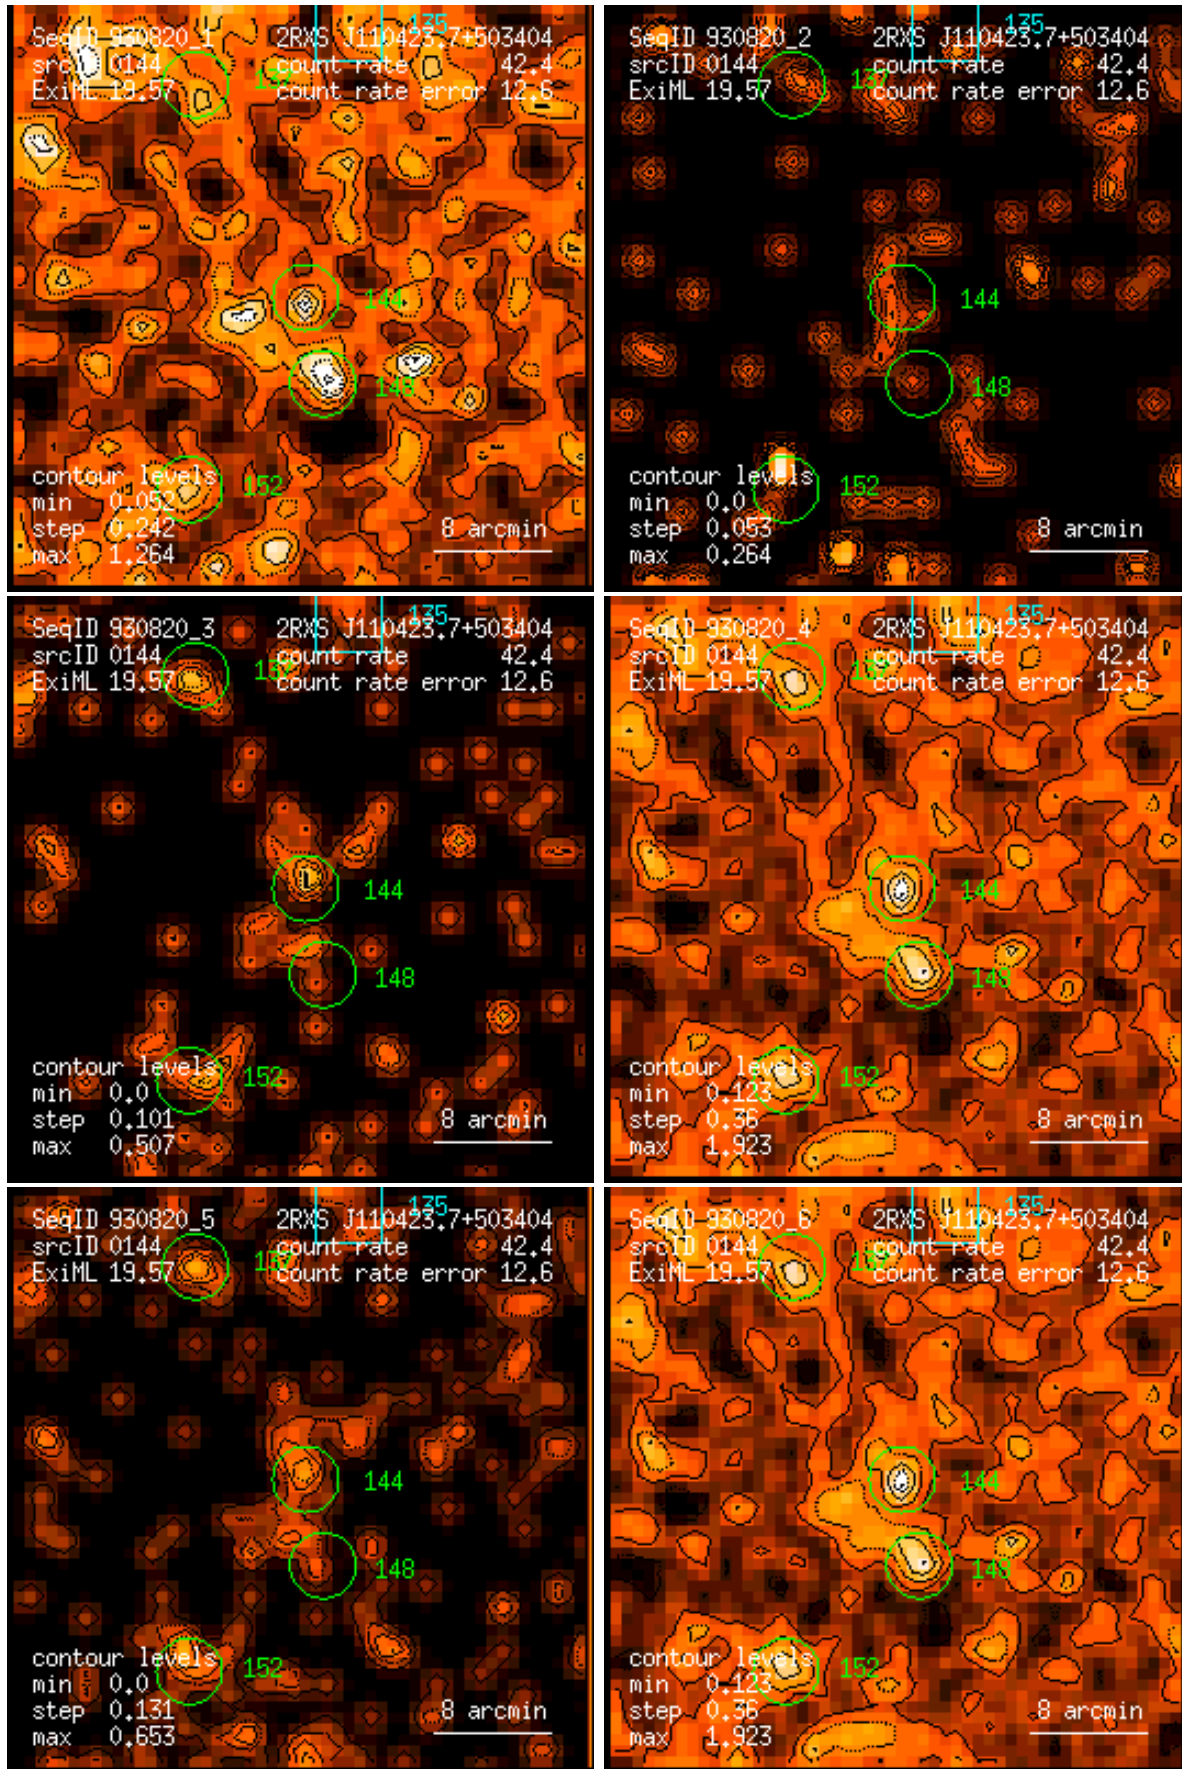 SeqID 930820_1 2RXS J110423.7+503404
135
srcID 0144 count rate 42.4
137
ExiML 19.57 count rate error 12.6
144
148
contour levels
152
min 0.052
step 0.242
max 1.264
8 arcmin
SeqID 930820_2 2RXS J110423.7+503404
135
srcID 0144 count rate 42.4
137
ExiML 19.57 count rate error 12.6
144
148
contour levels
152
min 0.0
step 0.053
max 0.264
8 arcmin
SeqID 930820_3 2RXS J110423.7+503404
135
srcID 0144 count rate 42.4
137
ExiML 19.57 count rate error 12.6
144
148
contour levels
152
min 0.0
step 0.101
max 0.507
8 arcmin
SeqID 930820_4 2RXS J110423.7+503404
135
srcID 0144 count rate 42.4
137
ExiML 19.57 count rate error 12.6
144
148
contour levels
152
min 0.123
step 0.36
max 1.923
8 arcmin
SeqID 930820_5 2RXS J110423.7+503404
135
srcID 0144 count rate 42.4
137
ExiML 19.57 count rate error 12.6
144
148
contour levels
152
min 0.0
step 0.131
max 0.653
8 arcmin
SeqID 930820_6 2RXS J110423.7+503404
135
srcID 0144 count rate 42.4
137
ExiML 19.57 count rate error 12.6
144
148
contour levels
152
min 0.123
step 0.36
max 1.923
8 arcmin